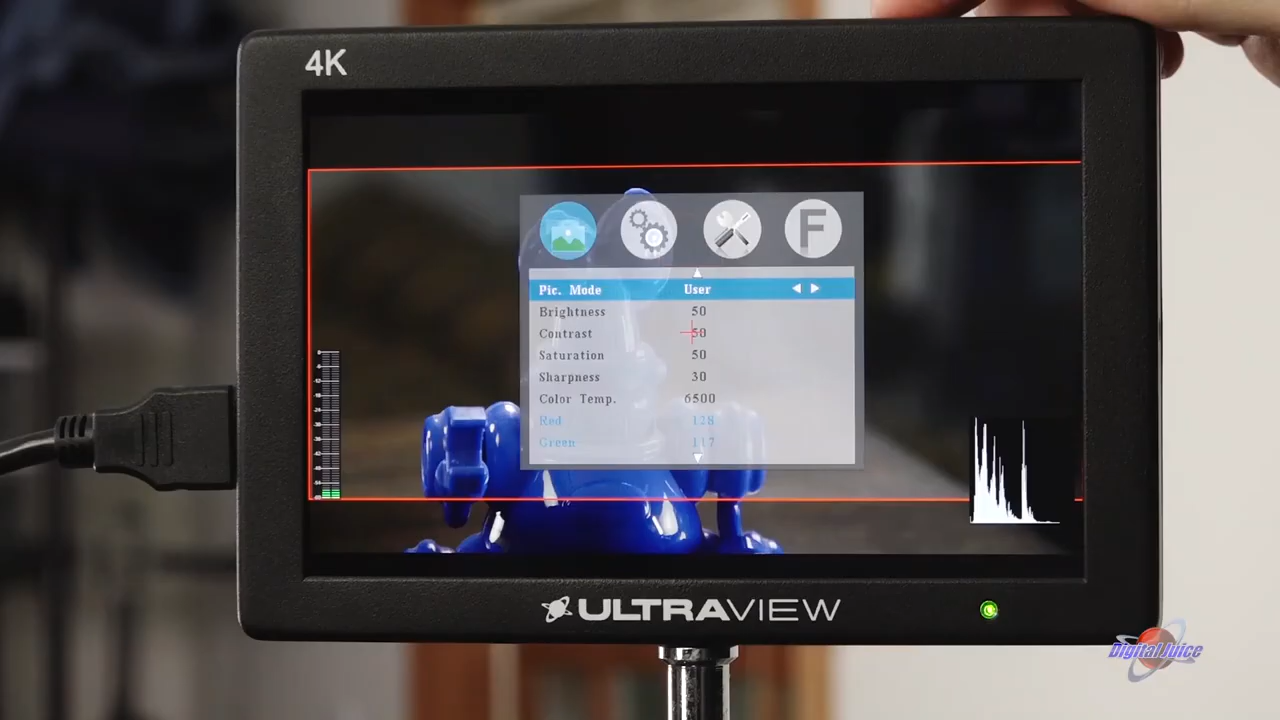 4K
F
Pic. Mode User
Brightness 50
Contrast 50
Saturation 50
Sharpness 30
Color Temp. 6500
Red 128
Green 117
ULTRAVIEW
Digital Juice